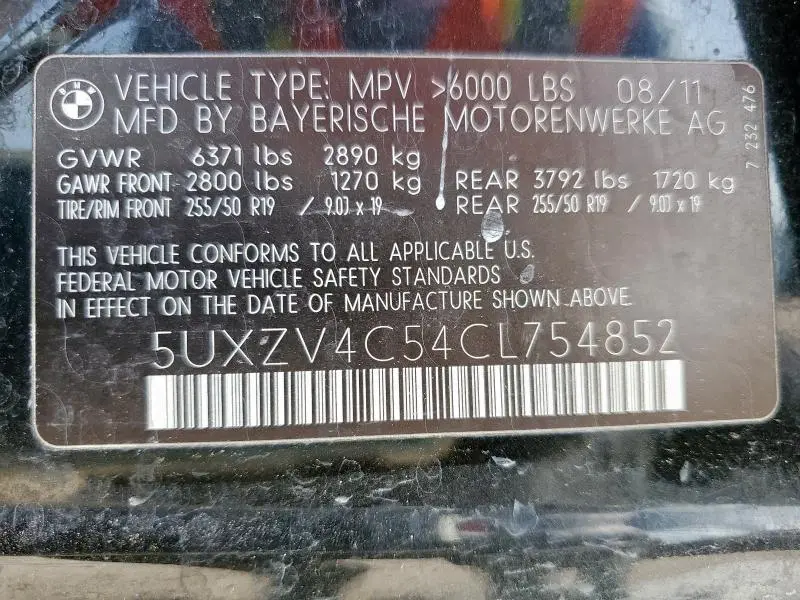 BMW
VEHICLE TYPE: MPV >6000 LBS 08/11
MFD BY BAYERISCHE MOTORENWERKE AG
GVWR 6371 lbs 2890 kg
GAWR FRONT 2800 lbs 1270 kg REAR 3792 lbs 1720 kg
TIRE/RIM FRONT 255/50 R19 / 9.0J x 19 REAR 255/50 R19 / 9.0J x 19
THIS VEHICLE CONFORMS TO ALL APPLICABLE U.S.
FEDERAL MOTOR VEHICLE SAFETY STANDARDS
IN EFFECT ON THE DATE OF MANUFACTURE SHOWN ABOVE.
5UXZV4C54CL754852
7 232 476